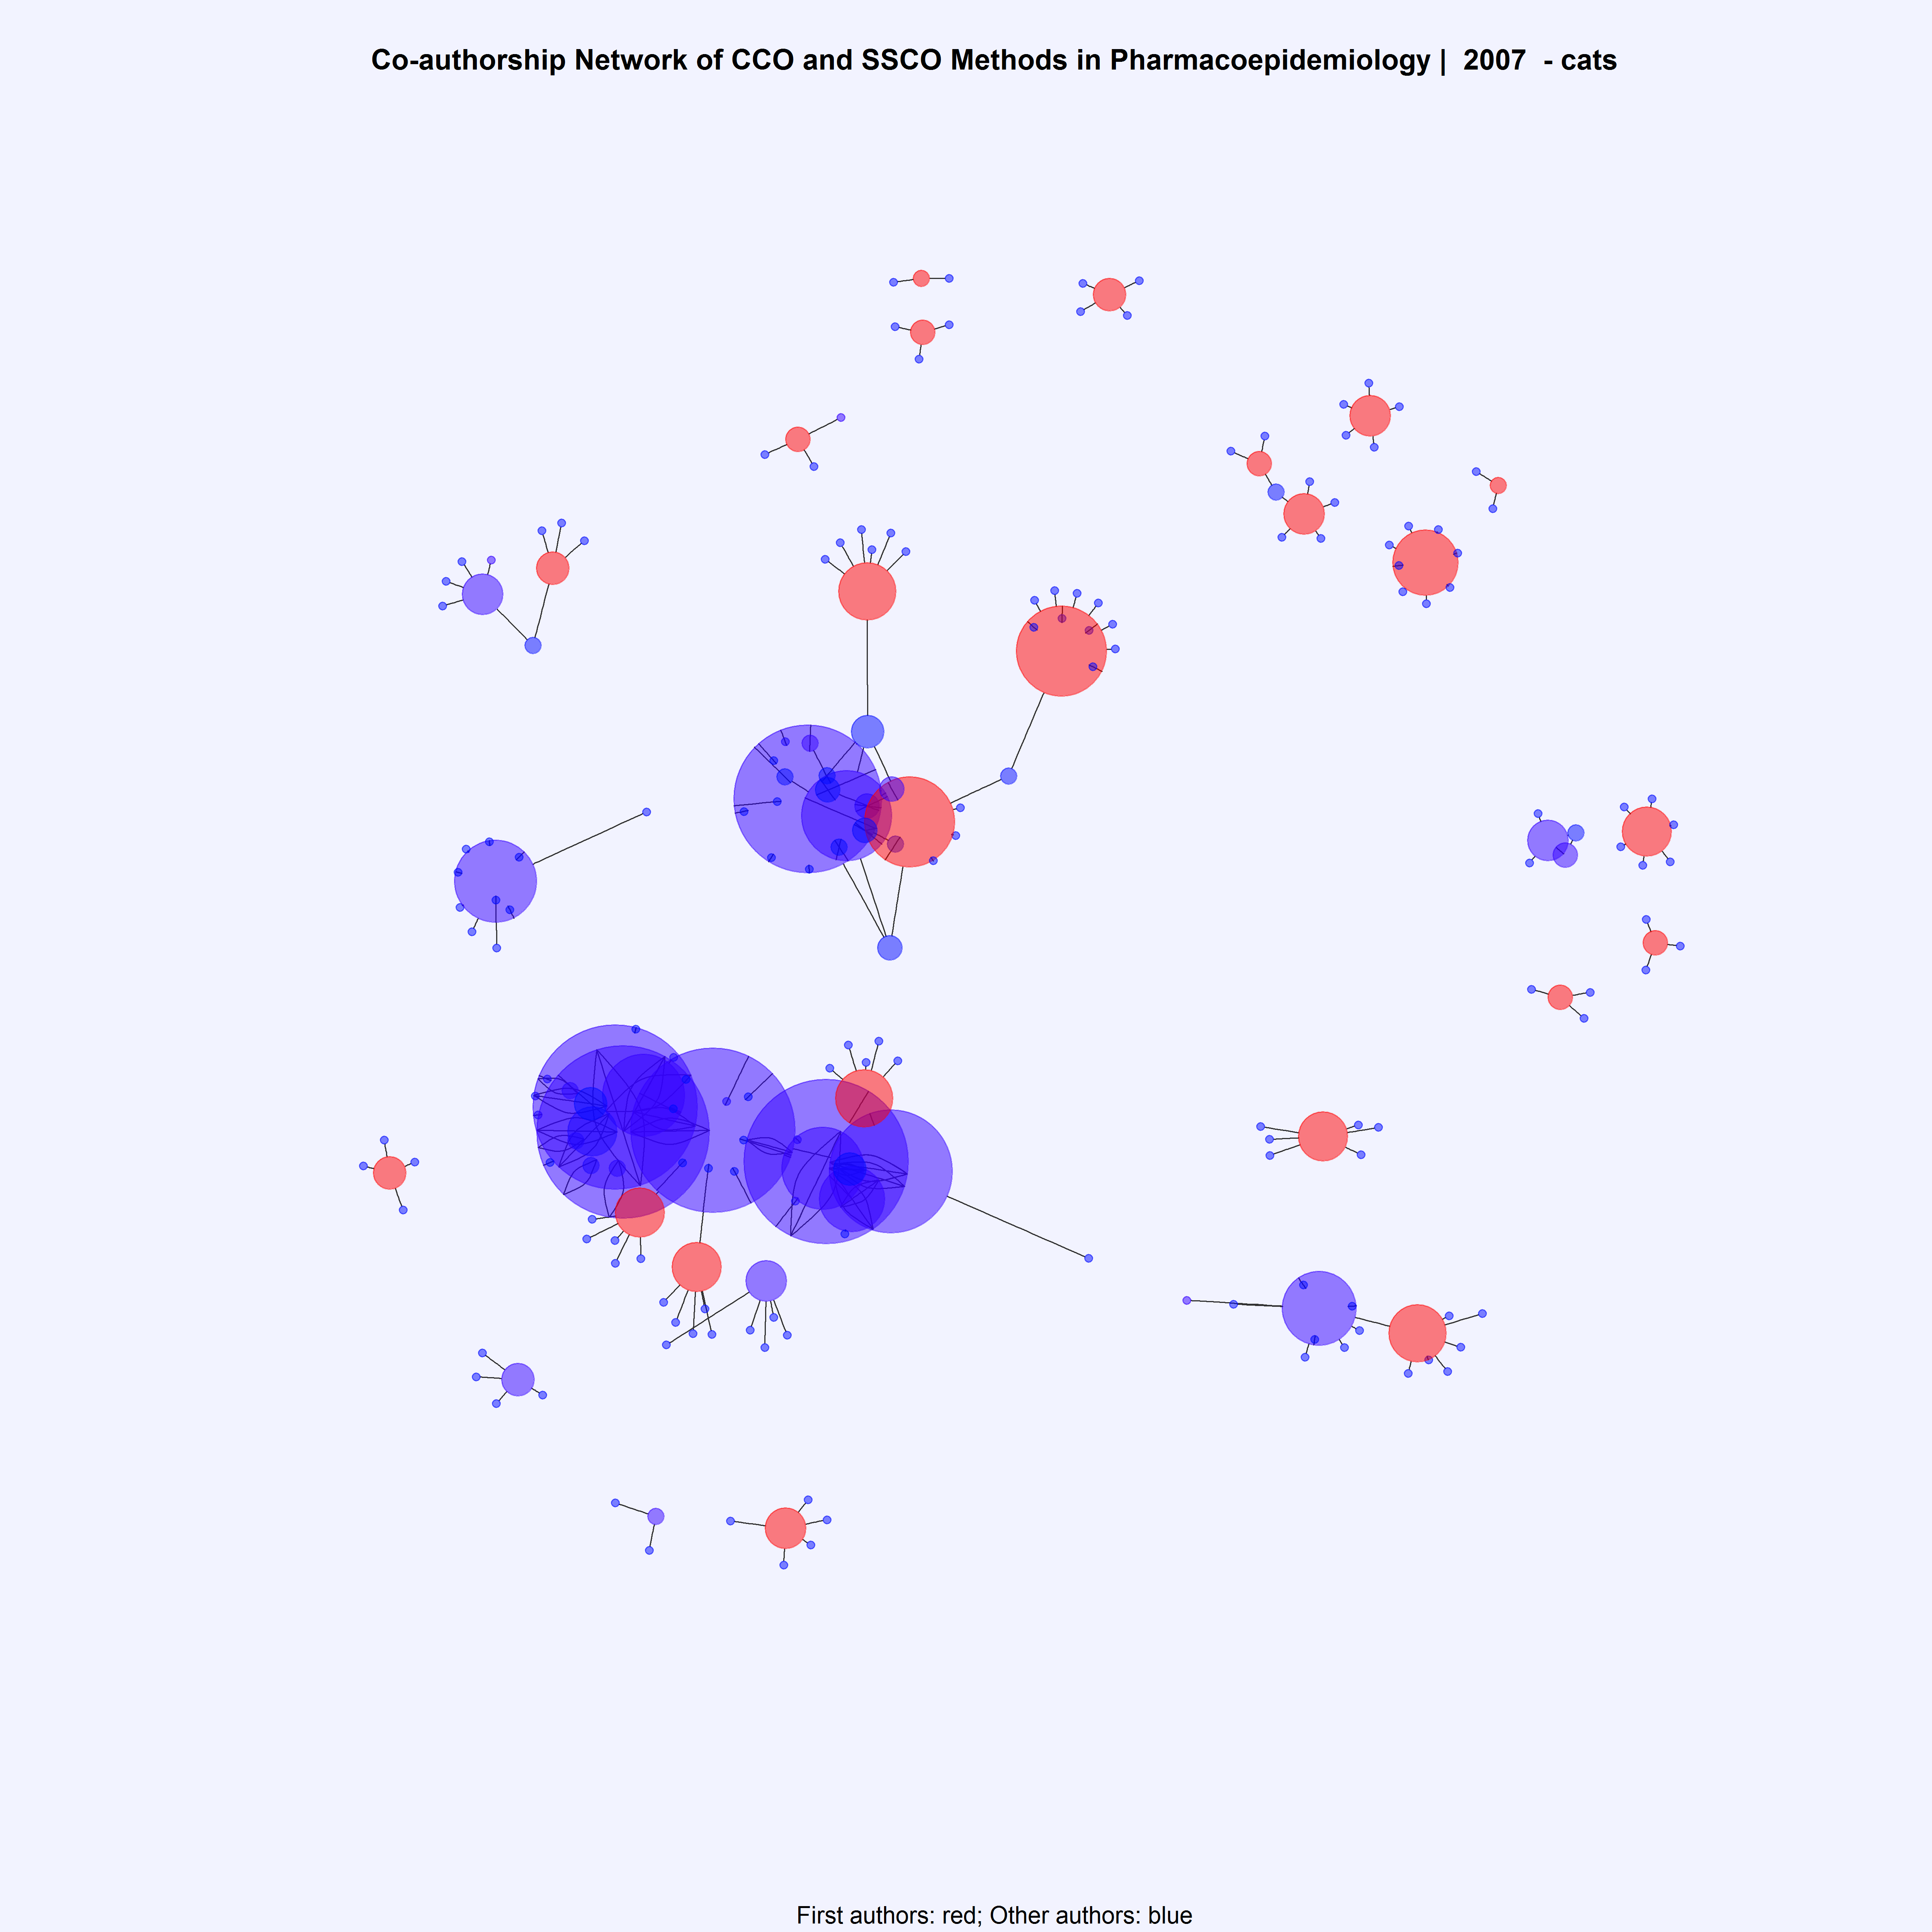 Co-authorship Network of CCO and SSCO Methods in Pharmacoepidemiology |  2007  - cats
First authors: red; Other authors: blue